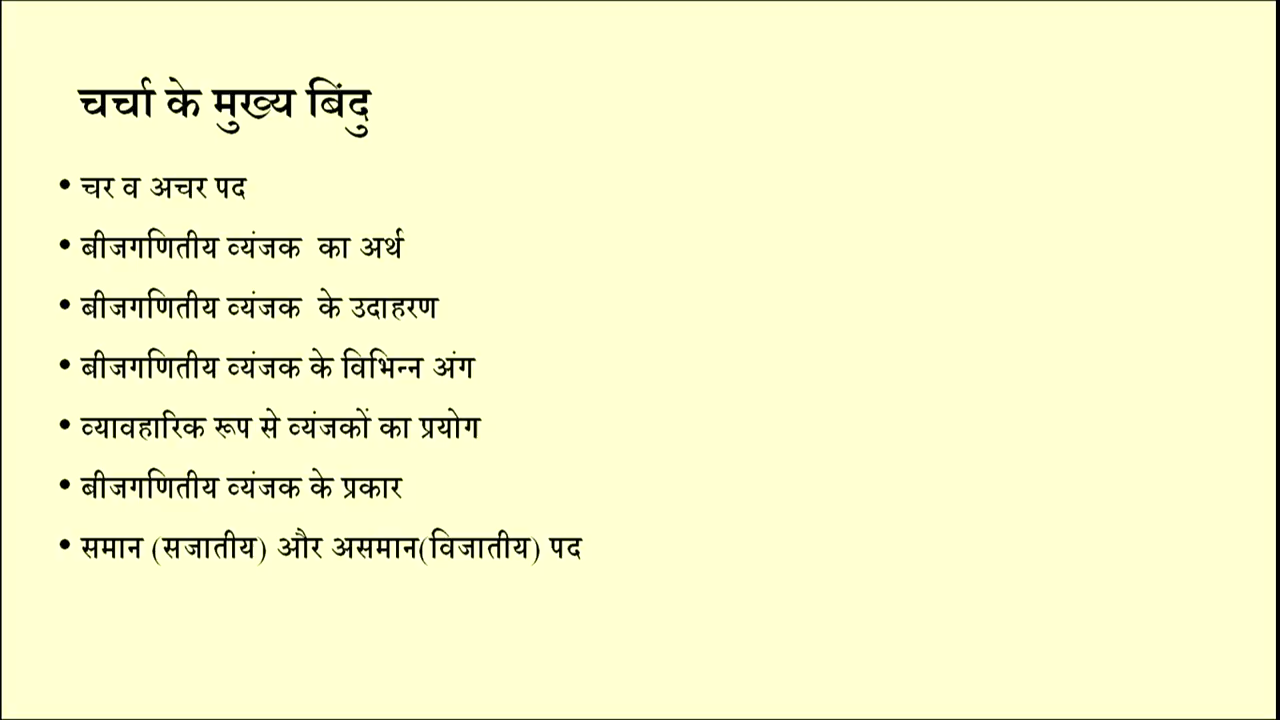 चर्चा के मुख्य बिंदु
• चर व अचर पद
• बीजगणितीय व्यंजक का अर्थ
• बीजगणितीय व्यंजक के उदाहरण
• बीजगणितीय व्यंजक के विभिन्न अंग
• व्यावहारिक रूप से व्यंजकों का प्रयोग
• बीजगणितीय व्यंजक के प्रकार
• समान (सजातीय) और असमान(विजातीय) पद